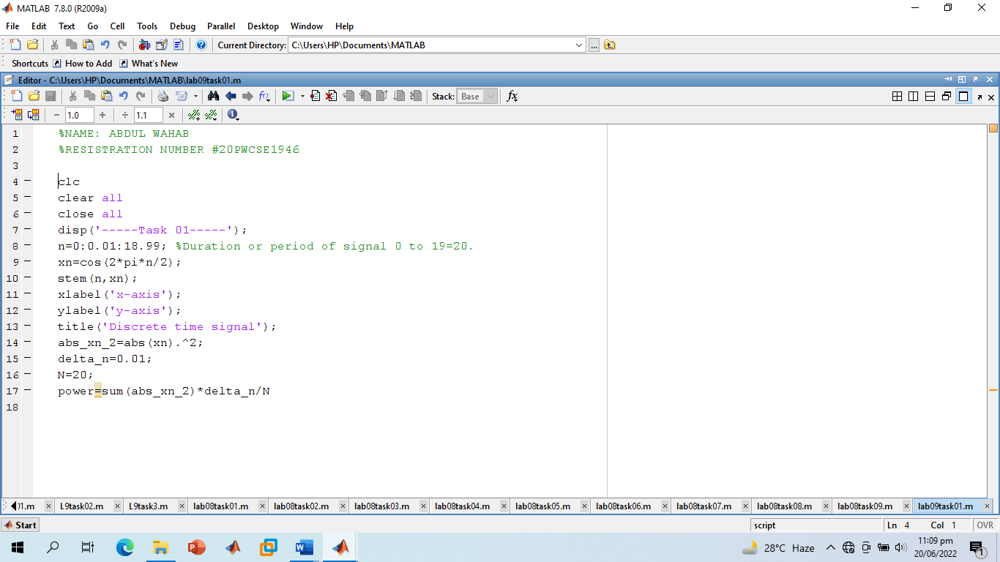 MATLAB 7.8.0 (R2009a)
File Edit Text Go Cell Tools Debug Parallel Desktop Window Help
Current Directory: C:\Users\HP\Documents\MATLAB ...
Shortcuts How to Add What's New
Editor - C:\Users\HP\Documents\MATLAB\lab09task01.m
Stack: Base fx
- 1.0 + ÷ 1.1 ×
1 %NAME: ABDUL WAHAB
2 %RESISTRATION NUMBER #20PWCSE1946
3
4 - clc
5 - clear all
6 - close all
7 - disp('-----Task 01-----');
8 - n=0:0.01:18.99; %Duration or period of signal 0 to 19=20.
9 - xn=cos(2*pi*n/2);
10 - stem(n,xn);
11 - xlabel('x-axis');
12 - ylabel('y-axis');
13 - title('Discrete time signal');
14 - abs_xn_2=abs(xn).^2;
15 - delta_n=0.01;
16 - N=20;
17 - power=sum(abs_xn_2)*delta_n/N
18
1.m L9task02.m L9task3.m lab08task01.m lab08task02.m lab08task03.m lab08task04.m lab08task05.m lab08task06.m lab08task07.m lab08task08.m lab08task09.m lab09task01.m
Start script Ln 4 Col 1 OVR
28°C Haze 11:09 pm
20/06/2022 1